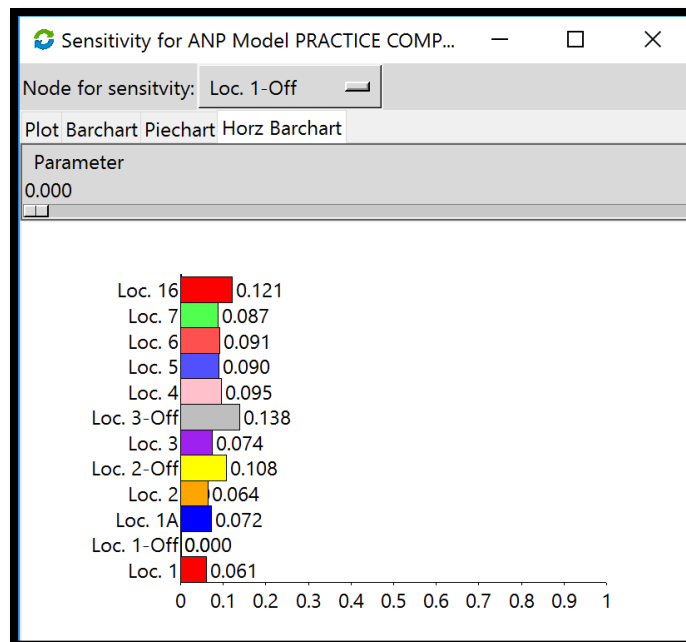 Sensitivity for ANP Model PRACTICE COMP...
Node for sensitvity: Loc. 1-Off
Plot Barchart Piechart Horz Barchart
Parameter
0.000
Loc. 16 0.121
Loc. 7 0.087
Loc. 6 0.091
Loc. 5 0.090
Loc. 4 0.095
Loc. 3-Off 0.138
Loc. 3 0.074
Loc. 2-Off 0.108
Loc. 2 0.064
Loc. 1A 0.072
Loc. 1-Off 0.000
Loc. 1 0.061
0 0.1 0.2 0.3 0.4 0.5 0.6 0.7 0.8 0.9 1